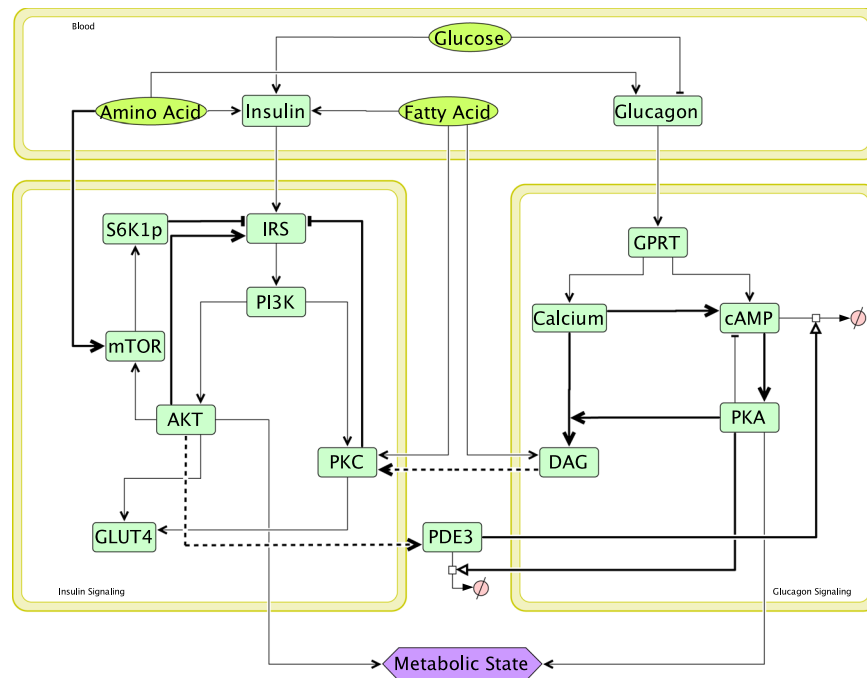 Blood
Glucose
Amino Acid
Insulin
Fatty Acid
Glucagon
S6K1p
IRS
GPRT
PI3K
Calcium
cAMP
mTOR
AKT
PKA
PKC
DAG
GLUT4
PDE3
Insulin Signaling
Glucagon Signaling
Metabolic State